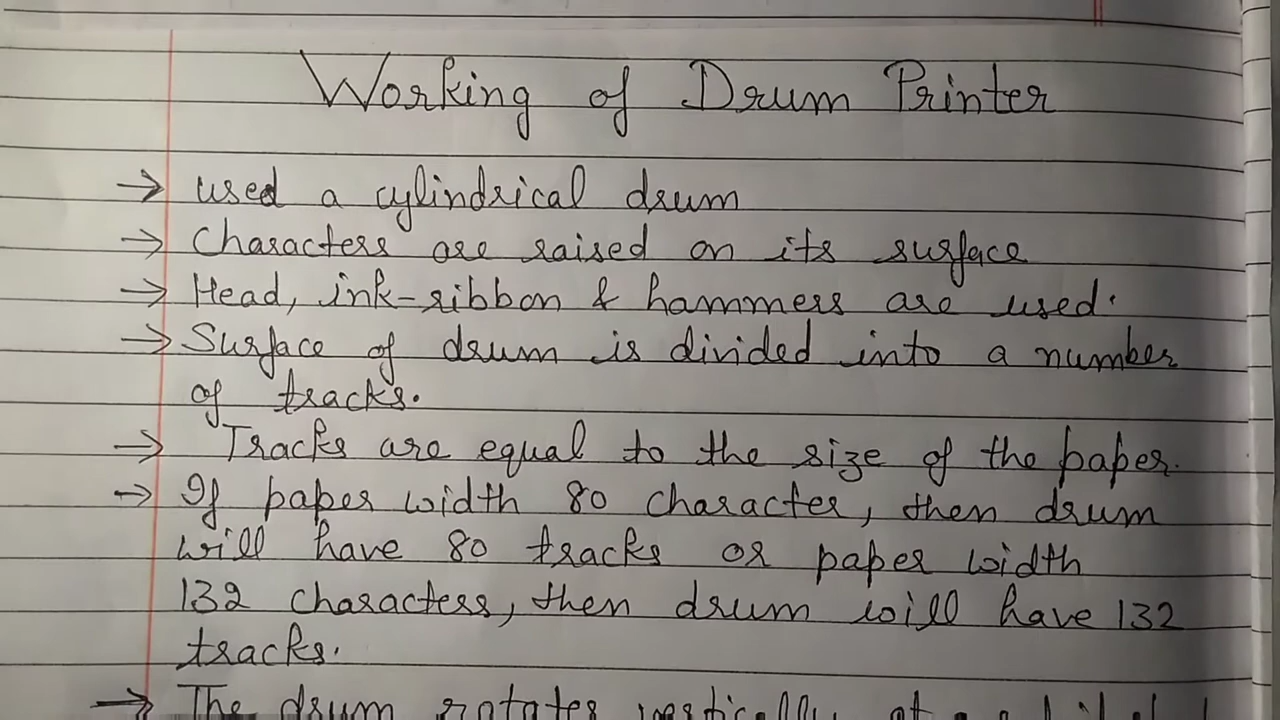 Working of Drum Printer
→ used a cylindrical drum
→ Characters are raised on its surface
→ Head, ink-ribbon & hammers are used.
→ Surface of drum is divided into a number
of tracks.
→ Tracks are equal to the size of the paper.
→ If paper width 80 character, then drum
will have 80 tracks or paper width
132 characters, then drum will have 132
tracks.
→ The drum rotates vertically at a